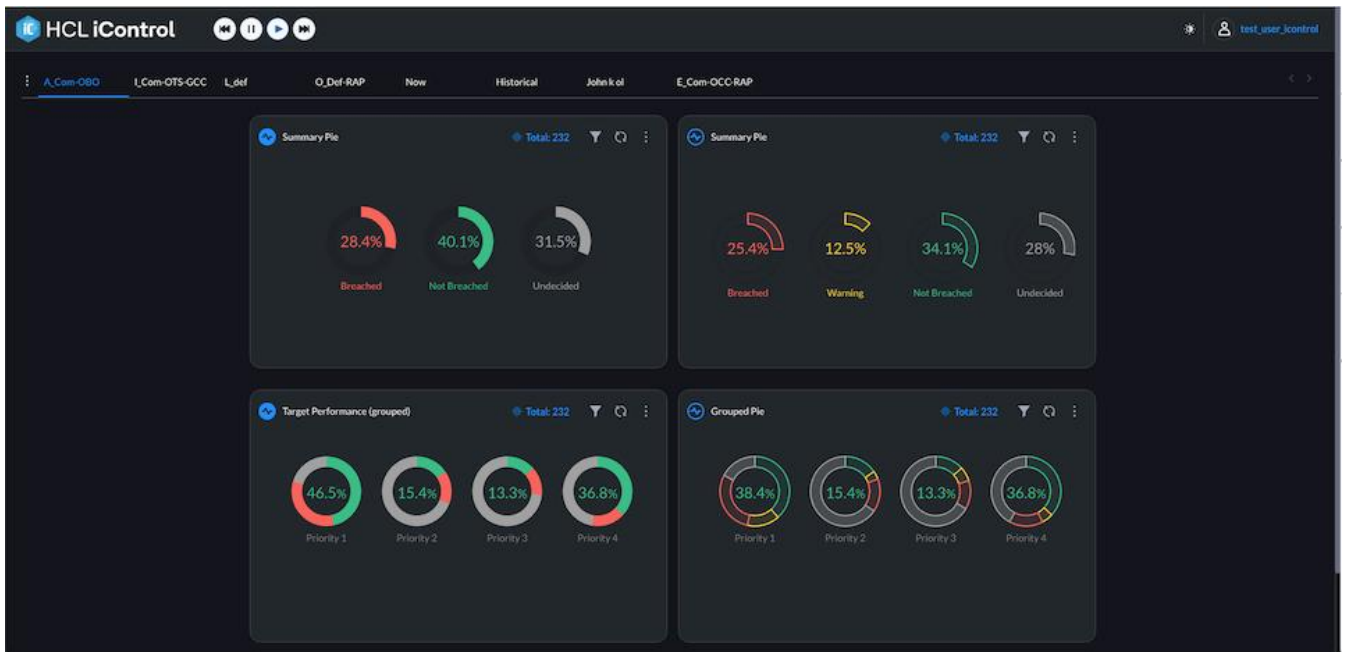 HCL iControl
test_user_icontrol
A_Com-OBO I_Com-OTS-GCC L_def O_Def-RAP Now Historical John k ol E_Com-OCC-RAP
Summary Pie Total: 232
28.4% 40.1% 31.5%
Breached Not Breached Undecided
Summary Pie Total: 232
25.4% 12.5% 34.1% 28%
Breached Warning Not Breached Undecided
Target Performance (grouped) Total: 232
46.5% 15.4% 13.3% 36.8%
Priority 1 Priority 2 Priority 3 Priority 4
Grouped Pie Total: 232
38.4% 15.4% 13.3% 36.8%
Priority 1 Priority 2 Priority 3 Priority 4